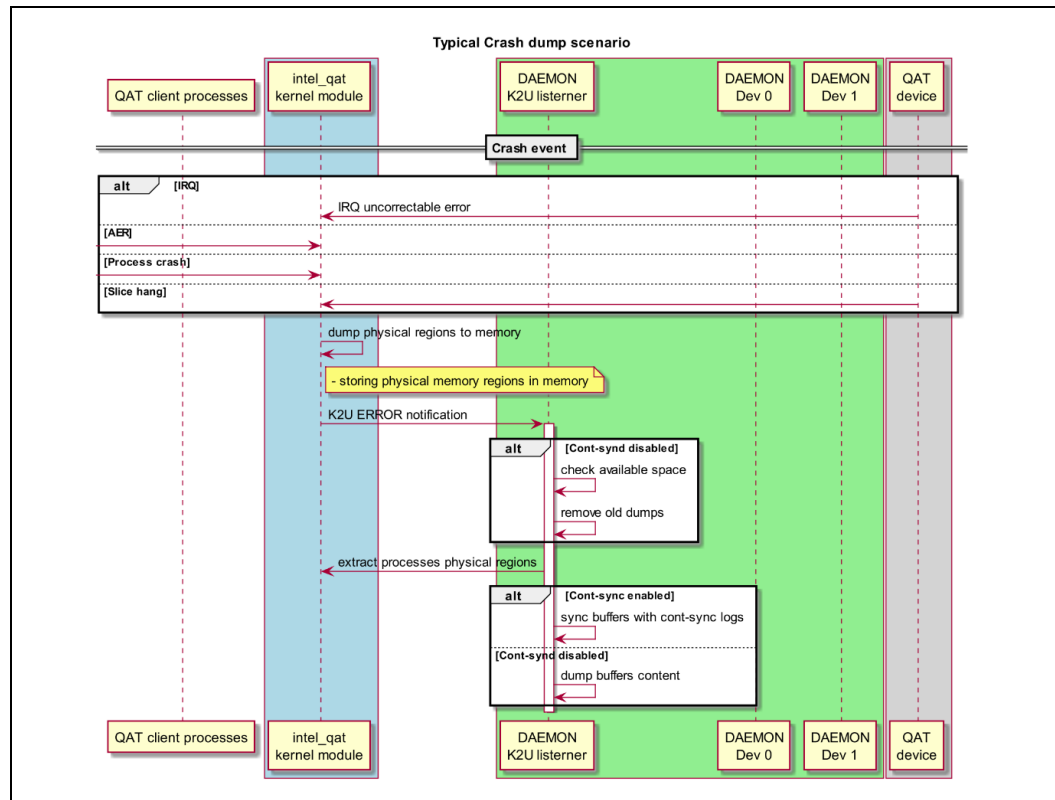 Typical Crash dump scenario
QAT client processes
intel_qat
kernel module
DAEMON
K2U listerner
DAEMON
Dev 0
DAEMON
Dev 1
QAT
device
Crash event
alt [IRQ]
IRQ uncorrectable error
[AER]
[Process crash]
[Slice hang]
dump physical regions to memory
- storing physical memory regions in memory
K2U ERROR notification
alt [Cont-synd disabled]
check available space
remove old dumps
extract processes physical regions
alt [Cont-sync enabled]
sync buffers with cont-sync logs
[Cont-synd disabled]
dump buffers content
QAT client processes
intel_qat
kernel module
DAEMON
K2U listerner
DAEMON
Dev 0
DAEMON
Dev 1
QAT
device